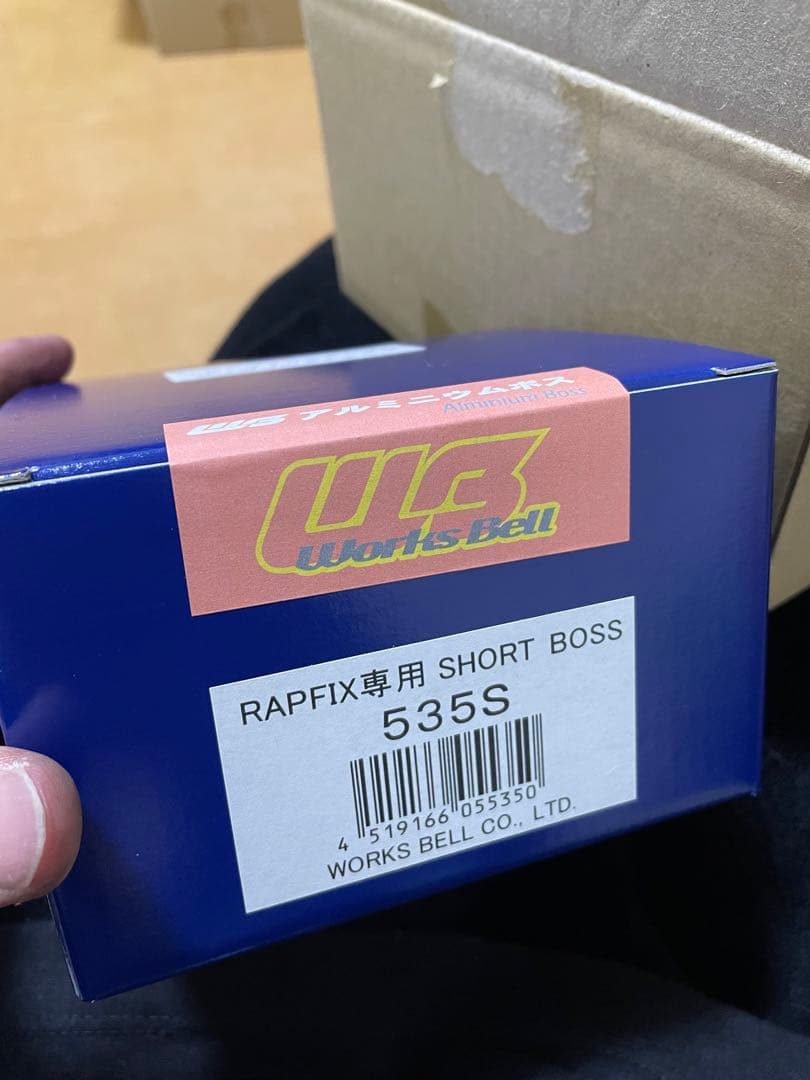 WB アルミニウムボス
Alminium Boss
WB
Works Bell
RAPFIX専用 SHORT BOSS
535S
4 519166 055350
WORKS BELL CO., LTD.